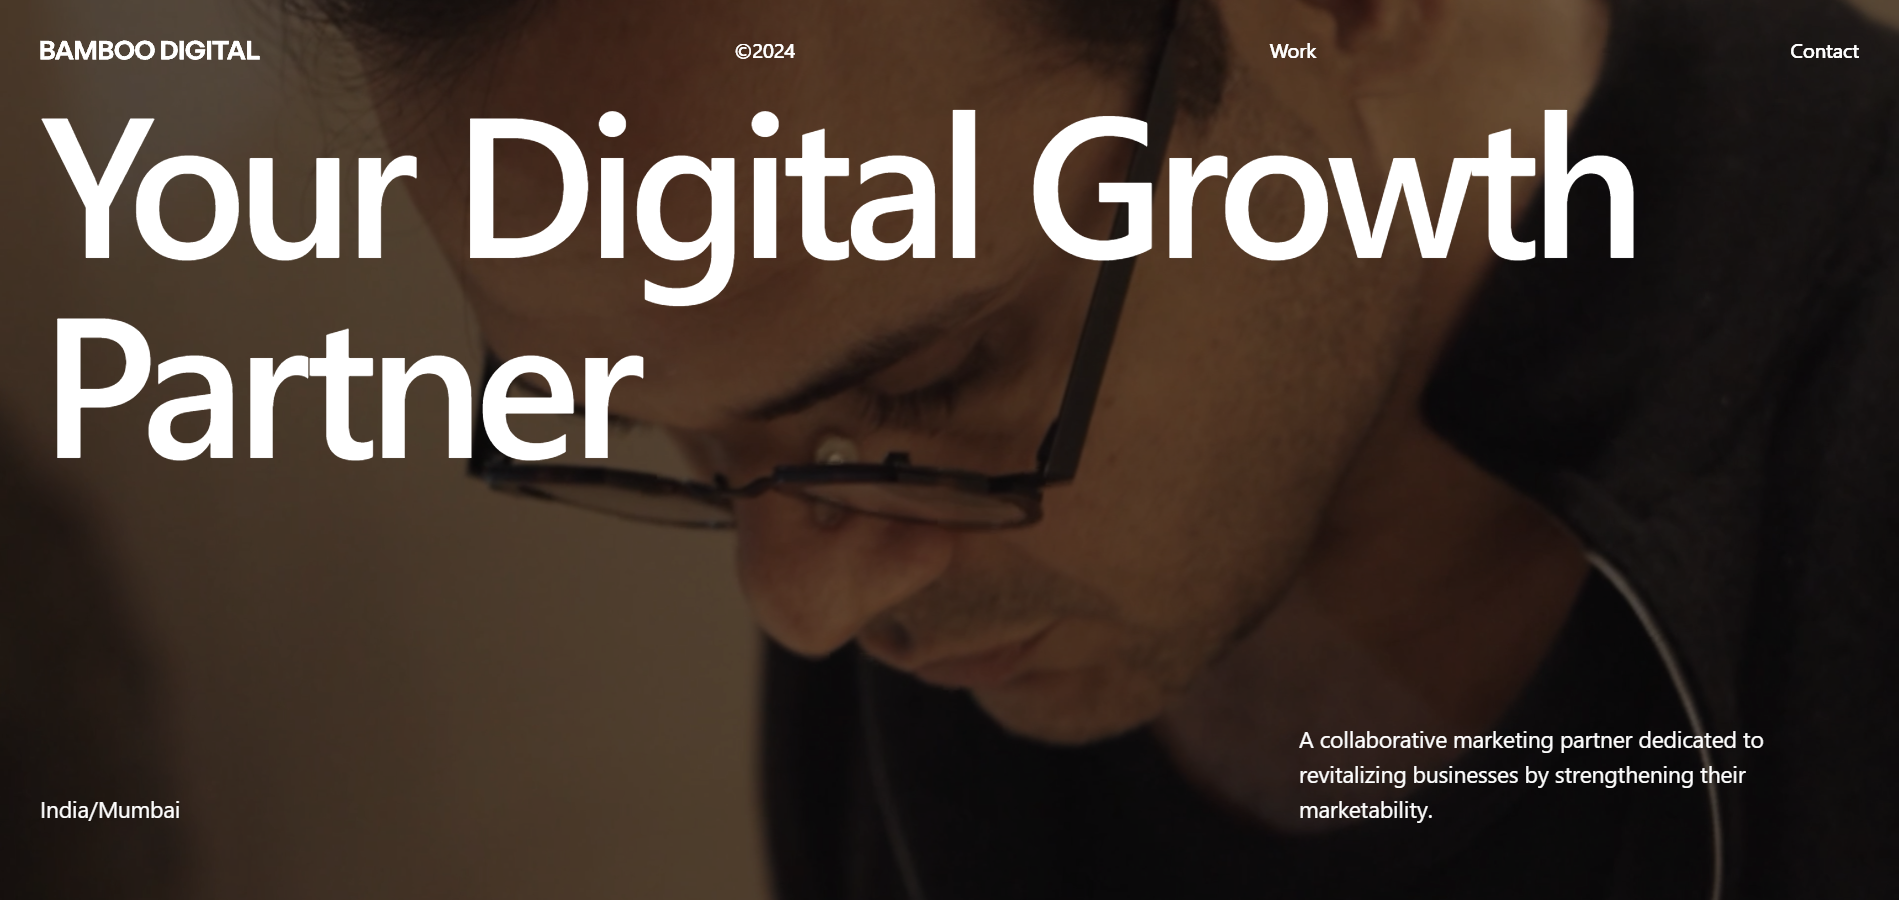 BAMBOO DIGITAL
©2024
Work
Contact
Your Digital Growth
Partner
A collaborative marketing partner dedicated to
revitalizing businesses by strengthening their
marketability.
India/Mumbai